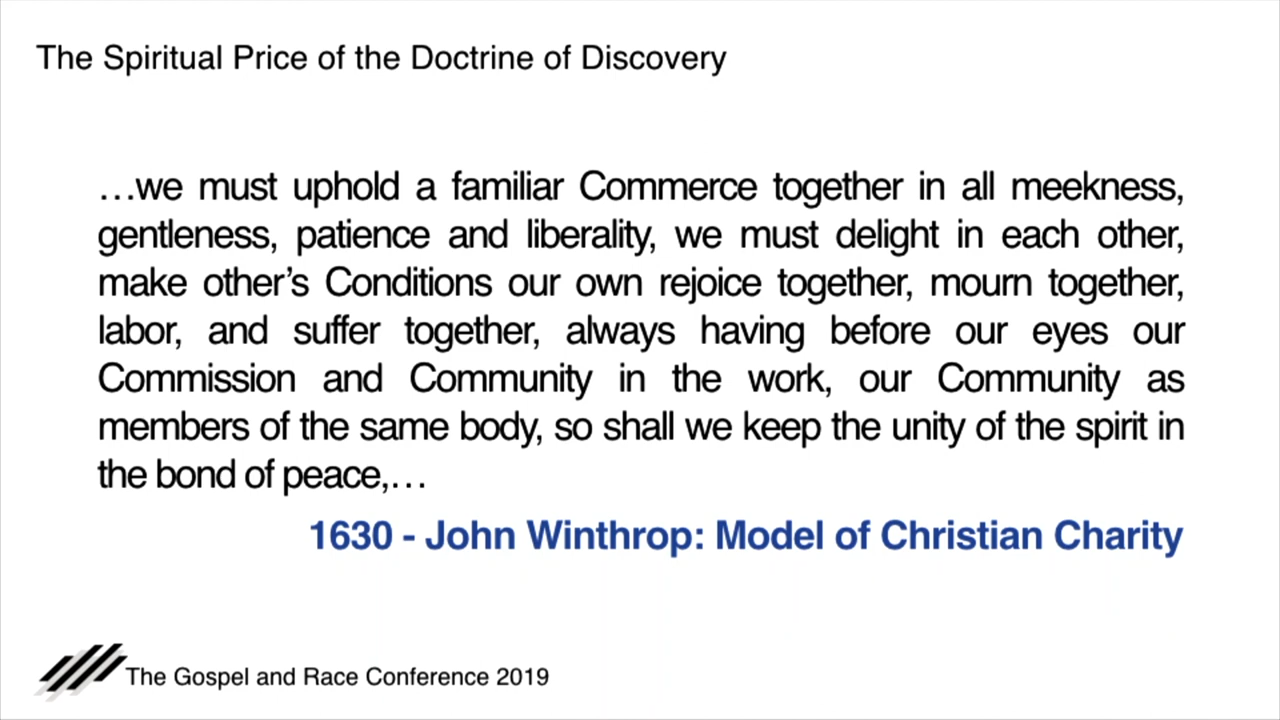 The Spiritual Price of the Doctrine of Discovery
…we must uphold a familiar Commerce together in all meekness,
gentleness, patience and liberality, we must delight in each other,
make other’s Conditions our own rejoice together, mourn together,
labor, and suffer together, always having before our eyes our
Commission and Community in the work, our Community as
members of the same body, so shall we keep the unity of the spirit in
the bond of peace,…
1630 - John Winthrop: Model of Christian Charity
The Gospel and Race Conference 2019